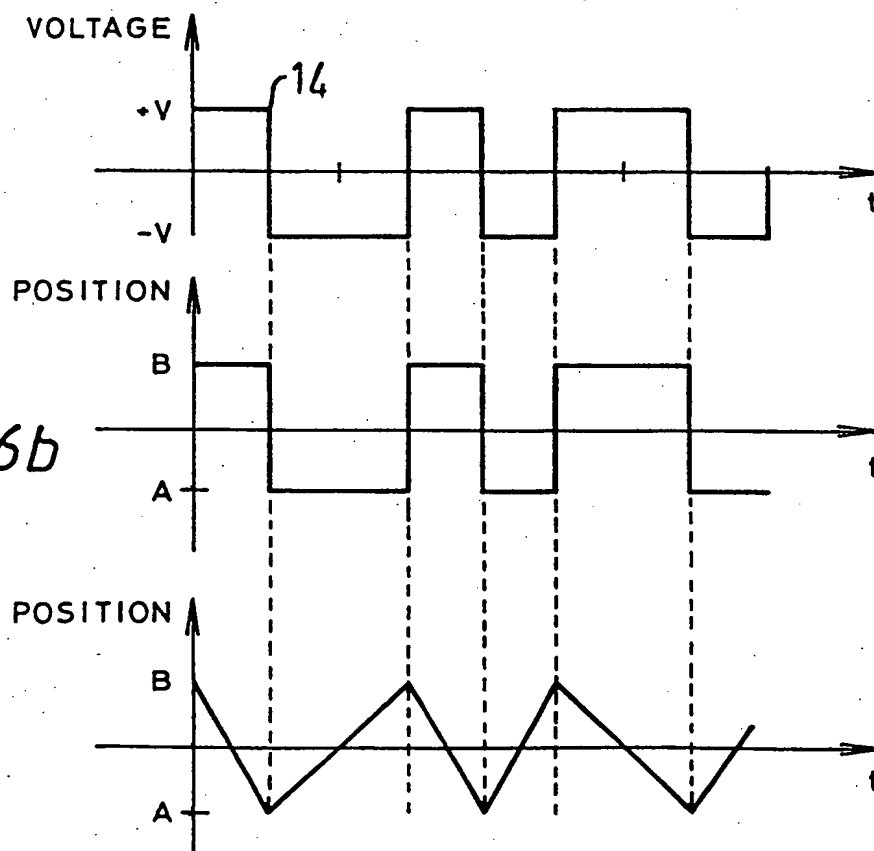 VOLTAGE
14
+V
t
-V
POSITION
B
6b
t
A
POSITION
B
t
A